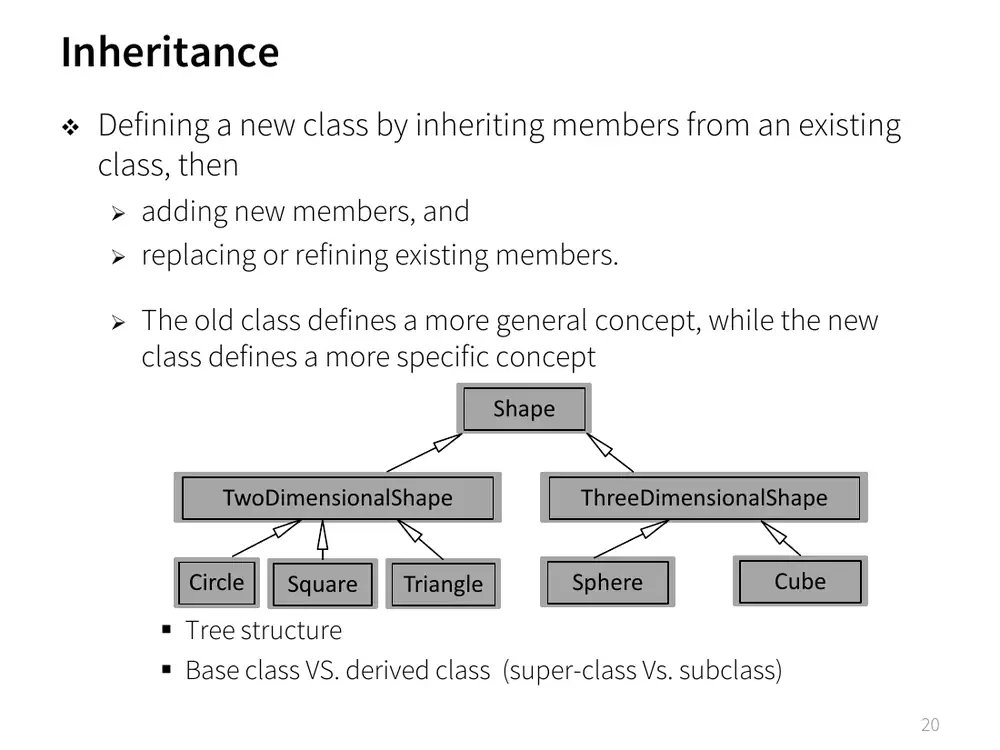 Inheritance
❖ Defining a new class by inheriting members from an existing
class, then
➢ adding new members, and
➢ replacing or refining existing members.
➢ The old class defines a more general concept, while the new
class defines a more specific concept
Shape
TwoDimensionalShape ThreeDimensionalShape
Circle Square Triangle Sphere Cube
▪ Tree structure
▪ Base class VS. derived class (super-class Vs. subclass)
20